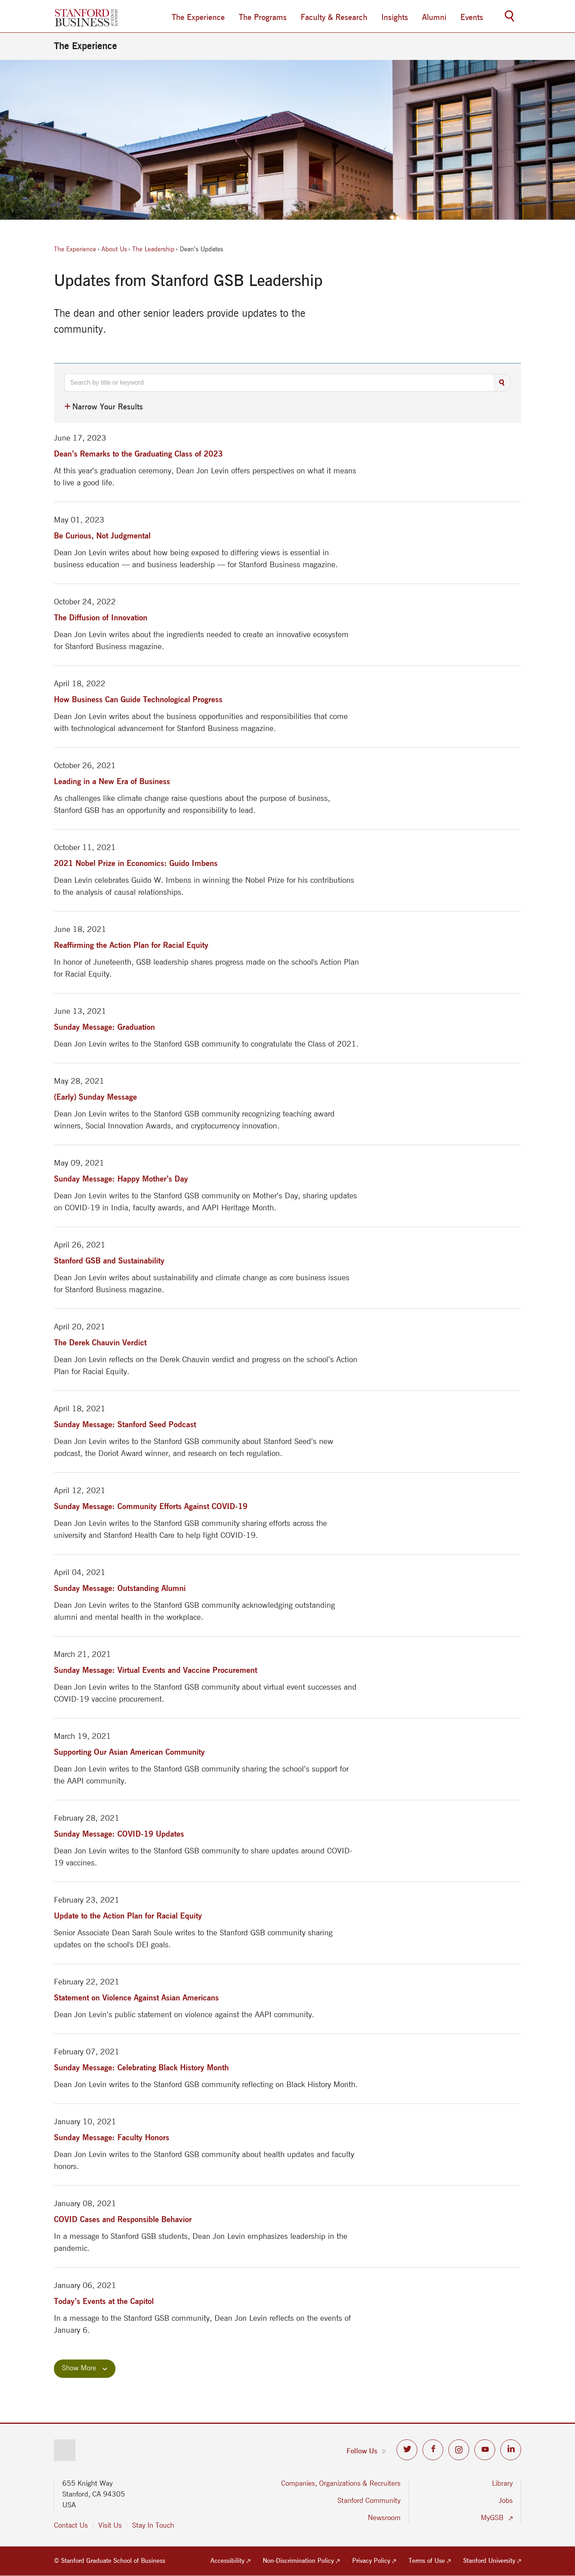 STANFORD
BUSINESS
The Experience
The Programs
Faculty & Research
Insights
Alumni
Events
The Experience
The Experience › About Us › The Leadership › Dean's Updates
Updates from Stanford GSB Leadership
The dean and other senior leaders provide updates to the
community.
Search by title or keyword
+ Narrow Your Results
June 17, 2023
Dean's Remarks to the Graduating Class of 2023
At this year's graduation ceremony, Dean Jon Levin offers perspectives on what it means
to live a good life.
May 01, 2023
Be Curious, Not Judgmental
Dean Jon Levin writes about how being exposed to differing views is essential in
business education — and business leadership — for Stanford Business magazine.
October 24, 2022
The Diffusion of Innovation
Dean Jon Levin writes about the ingredients needed to create an innovative ecosystem
for Stanford Business magazine.
April 18, 2022
How Business Can Guide Technological Progress
Dean Jon Levin writes about the business opportunities and responsibilities that come
with technological advancement for Stanford Business magazine.
October 26, 2021
Leading in a New Era of Business
As challenges like climate change raise questions about the purpose of business,
Stanford GSB has an opportunity and responsibility to lead.
October 11, 2021
2021 Nobel Prize in Economics: Guido Imbens
Dean Levin celebrates Guido W. Imbens in winning the Nobel Prize for his contributions
to the analysis of causal relationships.
June 18, 2021
Reaffirming the Action Plan for Racial Equity
In honor of Juneteenth, GSB leadership shares progress made on the school's Action Plan
for Racial Equity.
June 13, 2021
Sunday Message: Graduation
Dean Jon Levin writes to the Stanford GSB community to congratulate the Class of 2021.
May 28, 2021
(Early) Sunday Message
Dean Jon Levin writes to the Stanford GSB community recognizing teaching award
winners, Social Innovation Awards, and cryptocurrency innovation.
May 09, 2021
Sunday Message: Happy Mother's Day
Dean Jon Levin writes to the Stanford GSB community on Mother's Day, sharing updates
on COVID-19 in India, faculty awards, and AAPI Heritage Month.
April 26, 2021
Stanford GSB and Sustainability
Dean Jon Levin writes about sustainability and climate change as core business issues
for Stanford Business magazine.
April 20, 2021
The Derek Chauvin Verdict
Dean Jon Levin reflects on the Derek Chauvin verdict and progress on the school's Action
Plan for Racial Equity.
April 18, 2021
Sunday Message: Stanford Seed Podcast
Dean Jon Levin writes to the Stanford GSB community about Stanford Seed's new
podcast, the Doriot Award winner, and research on tech regulation.
April 12, 2021
Sunday Message: Community Efforts Against COVID-19
Dean Jon Levin writes to the Stanford GSB community sharing efforts across the
university and Stanford Health Care to help fight COVID-19.
April 04, 2021
Sunday Message: Outstanding Alumni
Dean Jon Levin writes to the Stanford GSB community acknowledging outstanding
alumni and mental health in the workplace.
March 21, 2021
Sunday Message: Virtual Events and Vaccine Procurement
Dean Jon Levin writes to the Stanford GSB community about virtual event successes and
COVID-19 vaccine procurement.
March 19, 2021
Supporting Our Asian American Community
Dean Jon Levin writes to the Stanford GSB community sharing the school's support for
the AAPI community.
February 28, 2021
Sunday Message: COVID-19 Updates
Dean Jon Levin writes to the Stanford GSB community to share updates around COVID-
19 vaccines.
February 23, 2021
Update to the Action Plan for Racial Equity
Senior Associate Dean Sarah Soule writes to the Stanford GSB community sharing
updates on the school's DEI goals.
February 22, 2021
Statement on Violence Against Asian Americans
Dean Jon Levin's public statement on violence against the AAPI community.
February 07, 2021
Sunday Message: Celebrating Black History Month
Dean Jon Levin writes to the Stanford GSB community reflecting on Black History Month.
January 10, 2021
Sunday Message: Faculty Honors
Dean Jon Levin writes to the Stanford GSB community about health updates and faculty
honors.
January 08, 2021
COVID Cases and Responsible Behavior
In a message to Stanford GSB students, Dean Jon Levin emphasizes leadership in the
pandemic.
January 06, 2021
Today's Events at the Capitol
In a message to the Stanford GSB community, Dean Jon Levin reflects on the events of
January 6.
Show More
Follow Us
655 Knight Way
Stanford, CA 94305
USA
Contact Us
Visit Us
Stay In Touch
Companies, Organizations & Recruiters
Stanford Community
Newsroom
Library
Jobs
MyGSB
© Stanford Graduate School of Business
Accessibility
Non-Discrimination Policy
Privacy Policy
Terms of Use
Stanford University